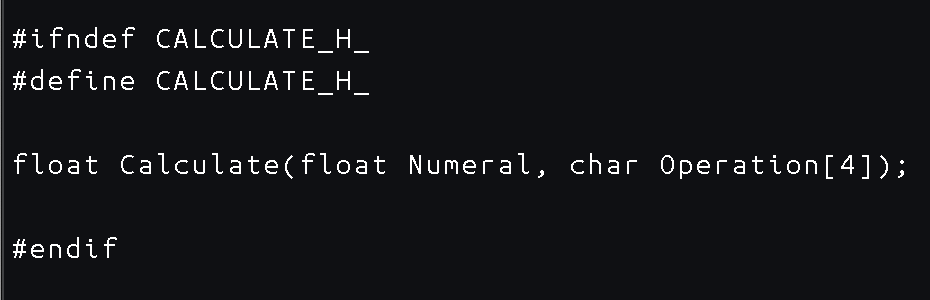 #ifndef CALCULATE_H_
#define CALCULATE_H_
float Calculate(float Numeral, char Operation[4]);
#endif